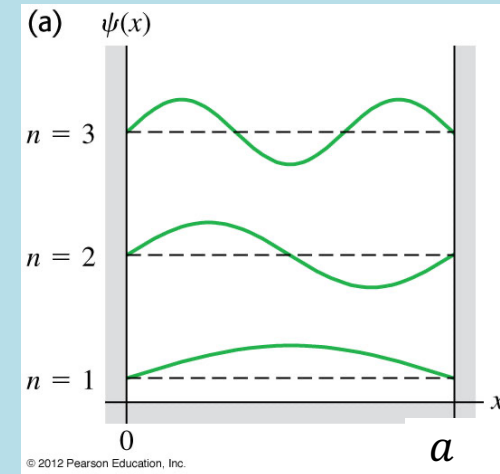 (a) ψ(x)
n = 3
n = 2
n = 1
x
0
a
© 2012 Pearson Education, Inc.